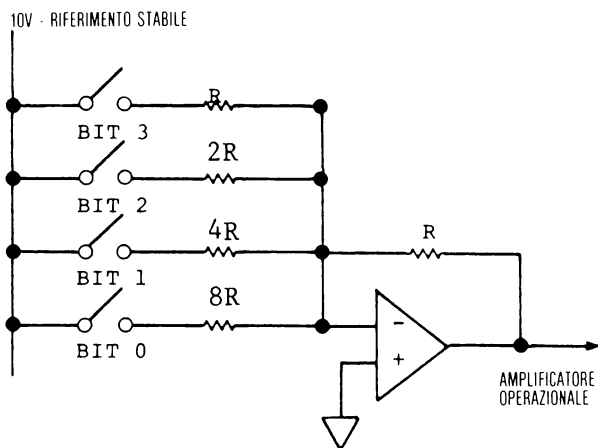 10V - RIFERIMENTO STABILE
R
BIT 3
2R
BIT 2
4R
R
BIT 1
8R
BIT 0
-
+
AMPLIFICATORE
OPERAZIONALE